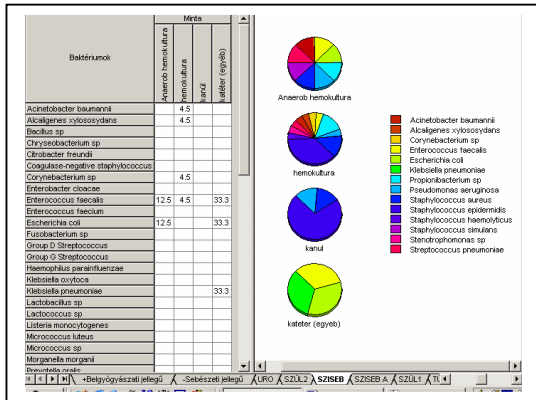 Minta
Baktériumok
Anaerob hemokultura
hemokultura
kanül
katéter (egyéb)
Acinetobacter baumannii 4.5
Alcaligenes xylososydans 4.5
Bacillus sp
Chryseobacterium sp
Citrobacter freundii
Coagulase-negative staphylococcus
Corynebacterium sp 4.5
Enterobacter cloacae
Enterococcus faecalis 12.5 4.5 33.3
Enterococcus faecium
Escherichia coli 12.5 33.3
Fusobacterium sp
Group D Streptococcus
Group G Streptococcus
Haemophilus parainfluenzae
Klebsiella oxytoca
Klebsiella pneumoniae 33.3
Lactobacillus sp
Lactococcus sp
Listeria monocytogenes
Micrococcus luteus
Micrococcus sp
Morganella morganii
Prevotella oralis
Anaerob hemokultura
hemokultura
kanul
kateter (egyeb)
Acinetobacter baumannii
Alcaligenes xylososydans
Corynebacterium sp
Enterococcus faecalis
Escherichia coli
Klebsiella pneumoniae
Propionibacterium sp
Pseudomonas aeruginosa
Staphylococcus aureus
Staphylococcus epidermidis
Staphylococcus haemolyticus
Staphylococcus simulans
Stenotrophomonas sp
Streptococcus pneumoniae
+Belgyógyászati jellegű -Sebészeti jellegű URO SZÜL2 SZISEB SZISEB A SZÜL1